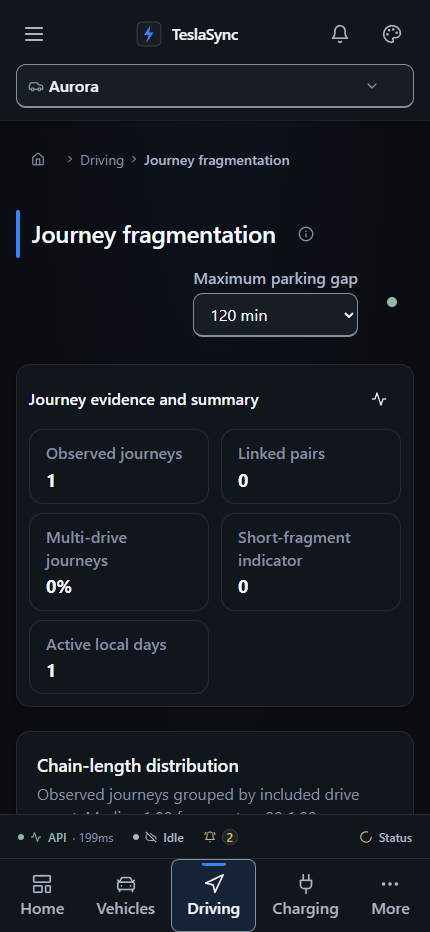 TeslaSync
Aurora
Driving
Journey fragmentation
Journey fragmentation
Maximum parking gap
120 min
Journey evidence and summary
Observed journeys
1
Linked pairs
0
Multi-drive
journeys
0%
Short-fragment
indicator
0
Active local days
1
Chain-length distribution
Observed journeys grouped by included drive
API · 199ms
Idle
2
Status
Home
Vehicles
Driving
Charging
More